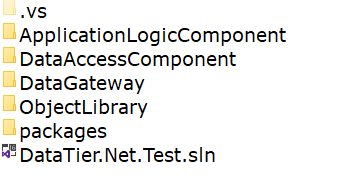 .vs
ApplicationLogicComponent
DataAccessComponent
DataGateway
ObjectLibrary
packages
DataTier.Net.Test.sln